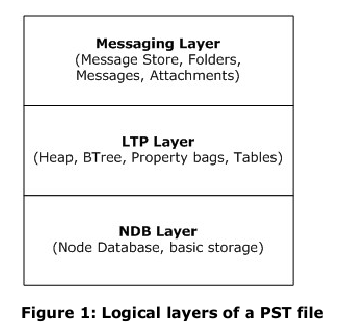 Messaging Layer
(Message Store, Folders,
Messages, Attachments)
LTP Layer
(Heap, BTree, Property bags, Tables)
NDB Layer
(Node Database, basic storage)
Figure 1: Logical layers of a PST file